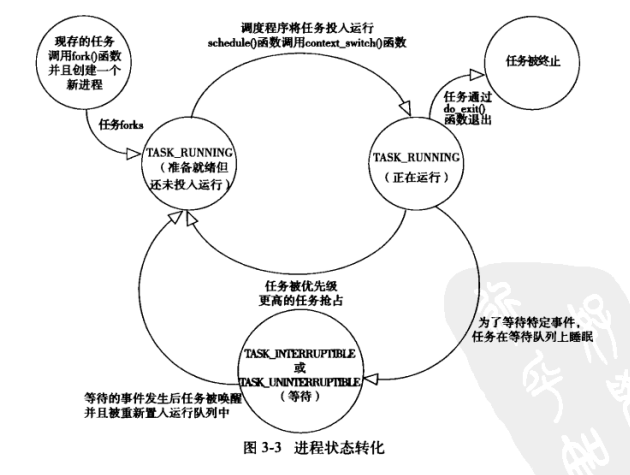 现存的任务
调用fork()函数
并且创建一个
新进程
调度程序将任务投入运行
schedule()函数调用context_switch()函数
任务被终止
任务通过
do_exit()
函数退出
任务forks
TASK_RUNNING
（准备就绪但
还未投入运行）
TASK_RUNNING
（正在运行）
任务被优先级
更高的任务抢占
为了等待特定事件，
任务在等待队列上睡眠
TASK_INTERRUPTIBLE
或
TASK_UNINTERRUPTIBLE
（等待）
等待的事件发生后任务被唤醒
并且被重新置入运行队列中
图 3-3 进程状态转化